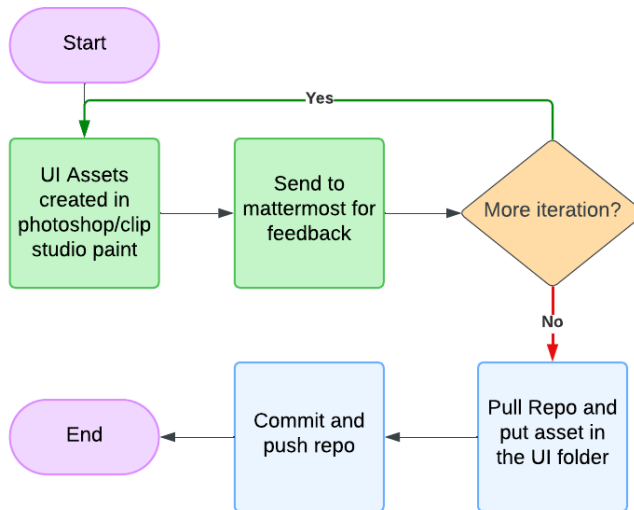 Start
Yes
UI Assets
created in
photoshop/clip
studio paint
Send to
mattermost for
feedback
More iteration?
No
Pull Repo and
put asset in
the UI folder
Commit and
push repo
End